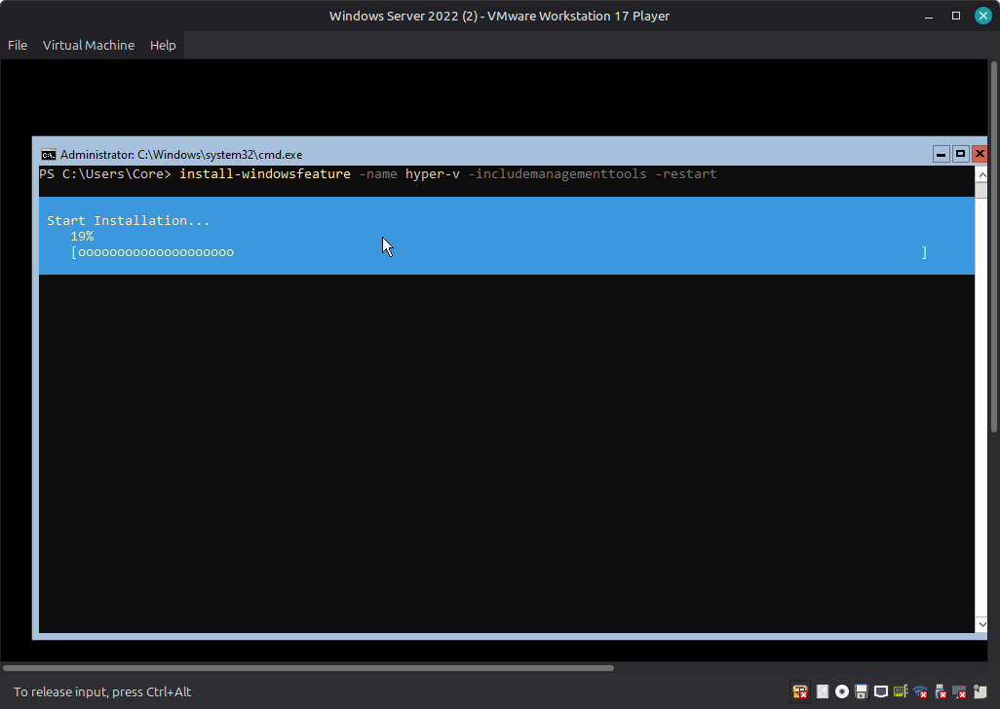 Windows Server 2022 (2) - VMware Workstation 17 Player
File Virtual Machine Help
Administrator: C:\Windows\system32\cmd.exe
PS C:\Users\Core> install-windowsfeature -name hyper-v -includemanagementtools -restart
Start Installation...
19%
[oooooooooooooooooooo ]
To release input, press Ctrl+Alt